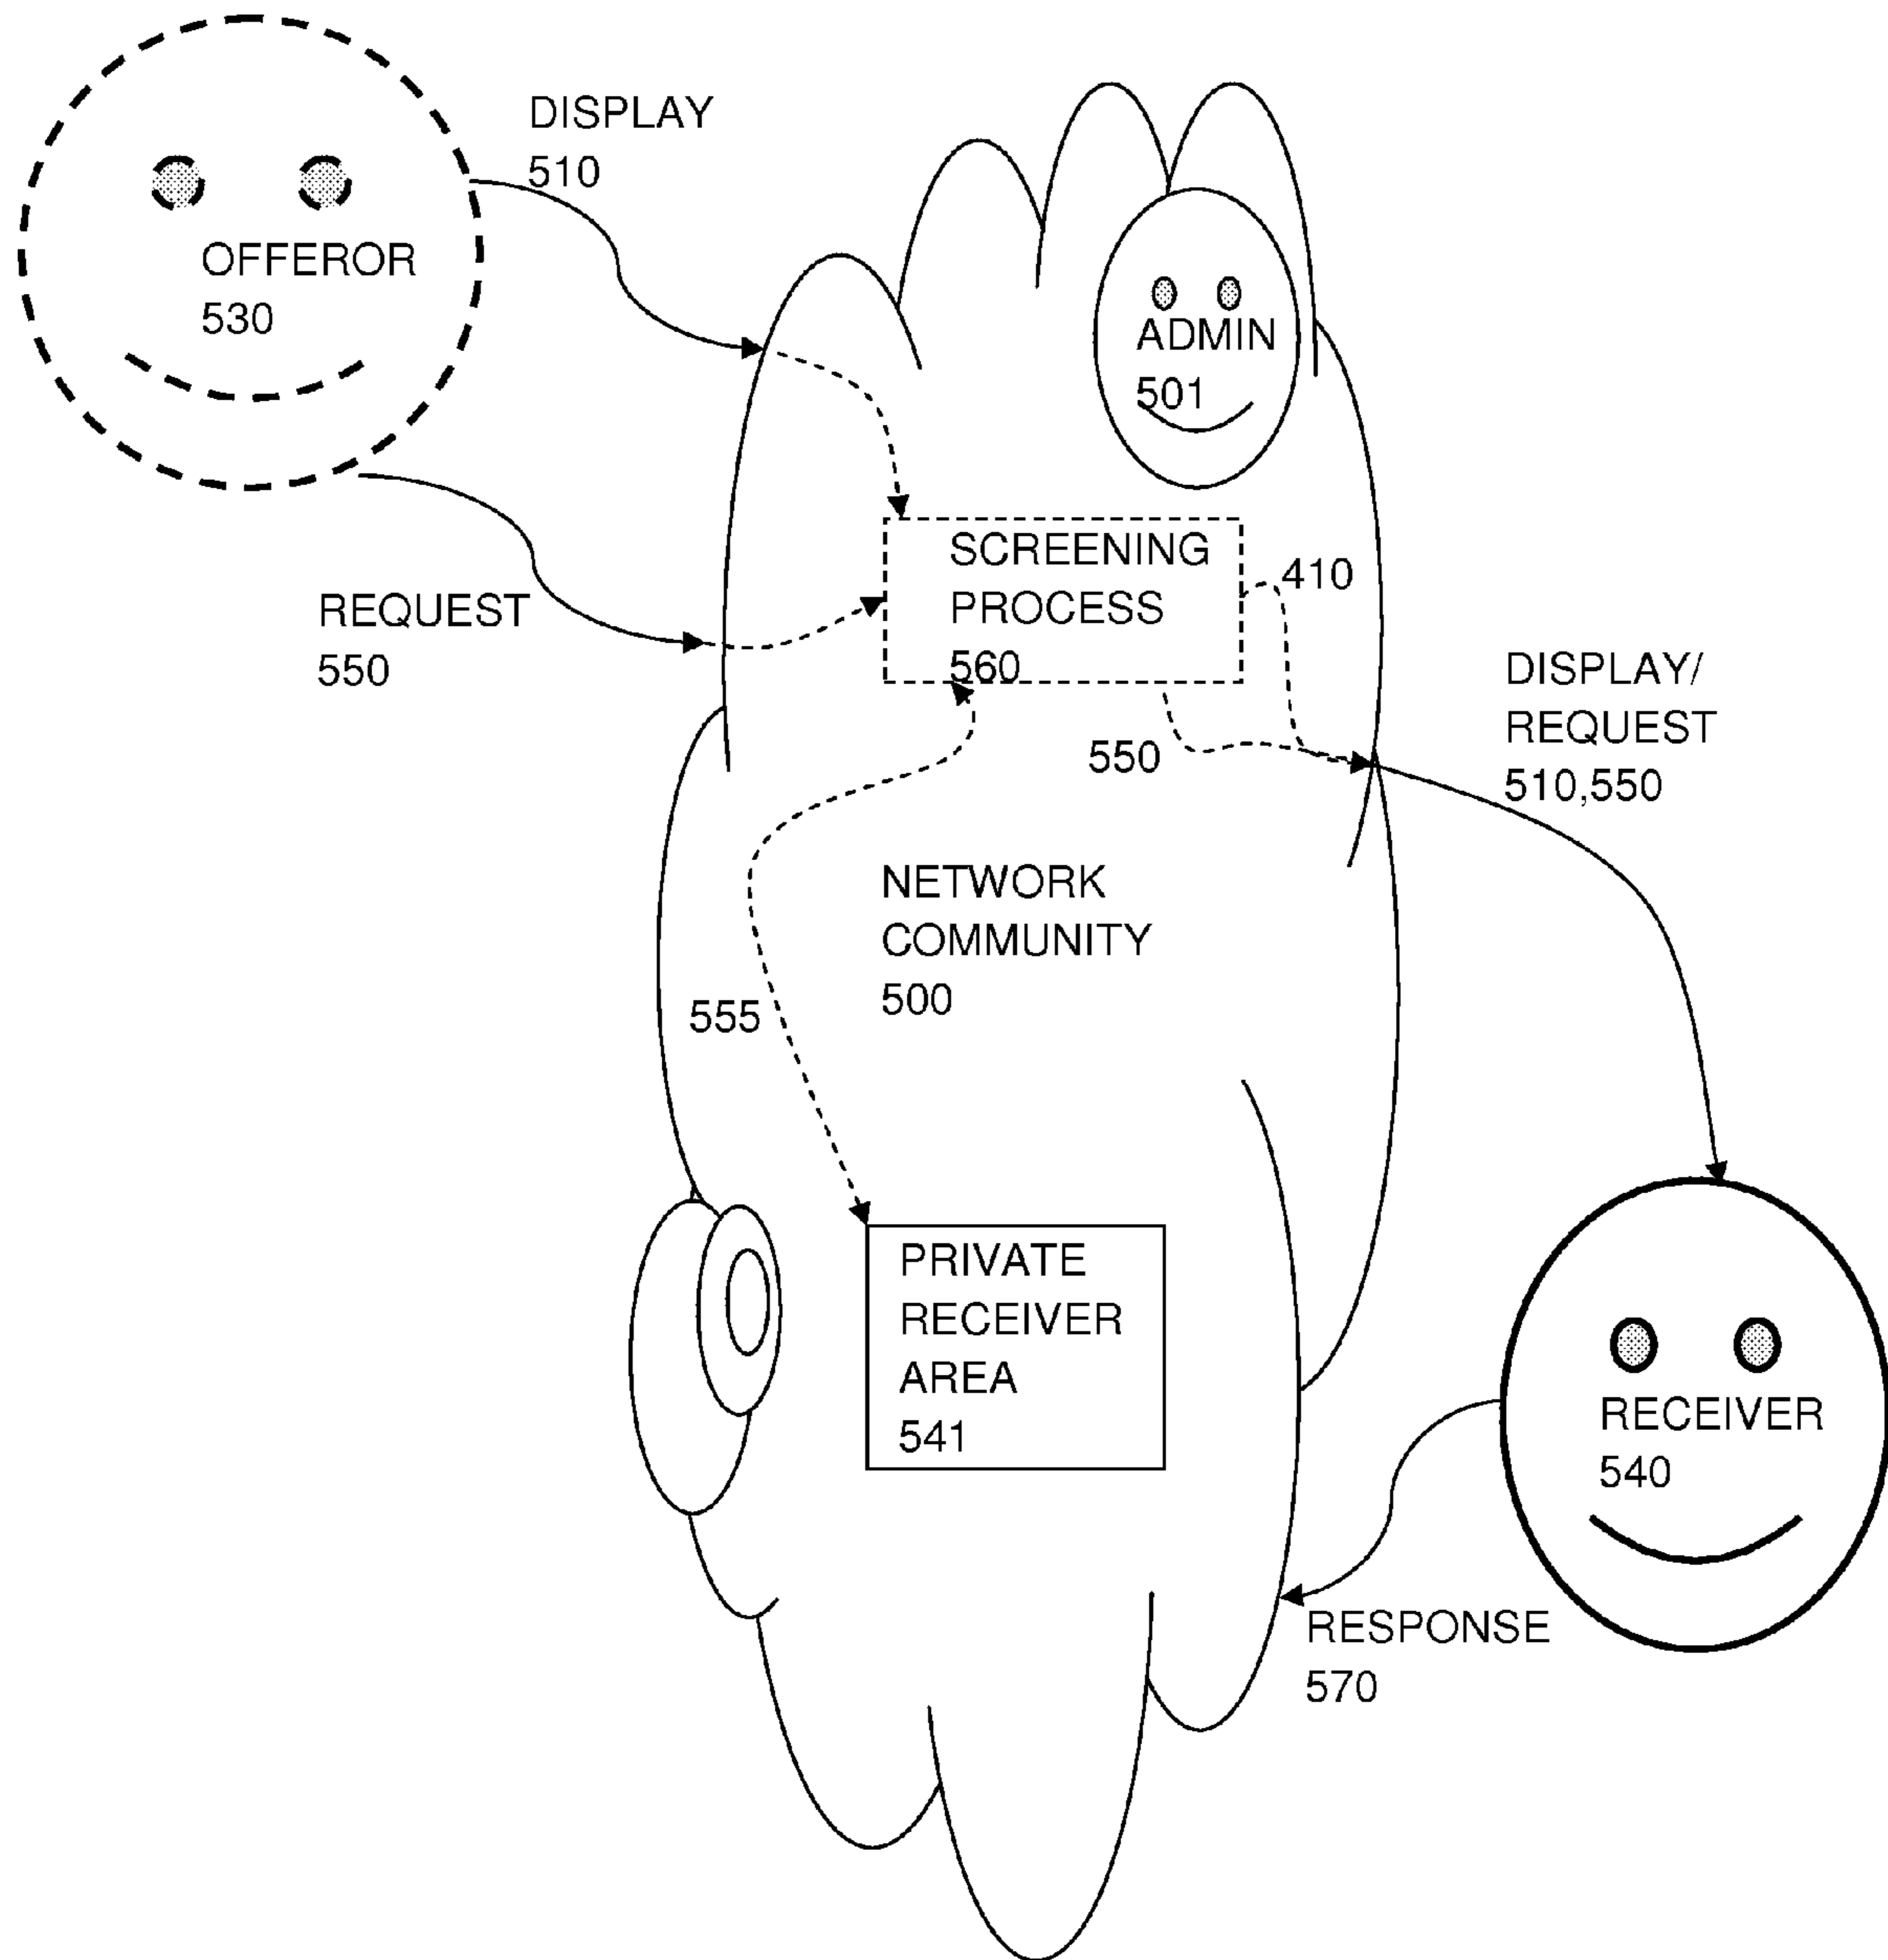 DISPLAY
510
OFFEROR
530
ADMIN
501
SCREENING
PROCESS
560
410
REQUEST
550
DISPLAY/
REQUEST
510,550
550
NETWORK
COMMUNITY
500
555
PRIVATE
RECEIVER
AREA
541
RECEIVER
540
RESPONSE
570